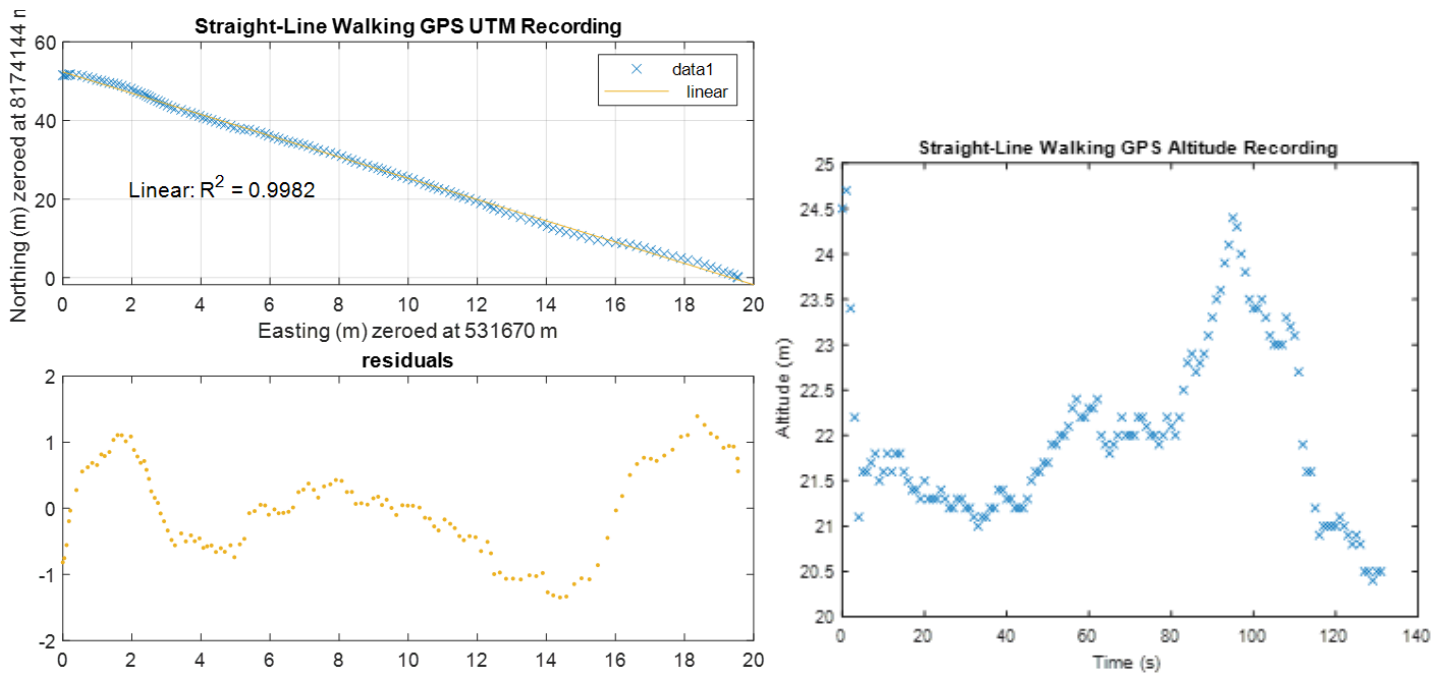 Straight-Line Walking GPS UTM Recording
Northing (m) zeroed at 8174144 m
60
40
20
0
data1
linear
Linear: R² = 0.9982
0 2 4 6 8 10 12 14 16 18 20
Easting (m) zeroed at 531670 m
residuals
2
1
0
-1
-2
0 2 4 6 8 10 12 14 16 18 20
Straight-Line Walking GPS Altitude Recording
Altitude (m)
25
24.5
24
23.5
23
22.5
22
21.5
21
20.5
20
0 20 40 60 80 100 120 140
Time (s)